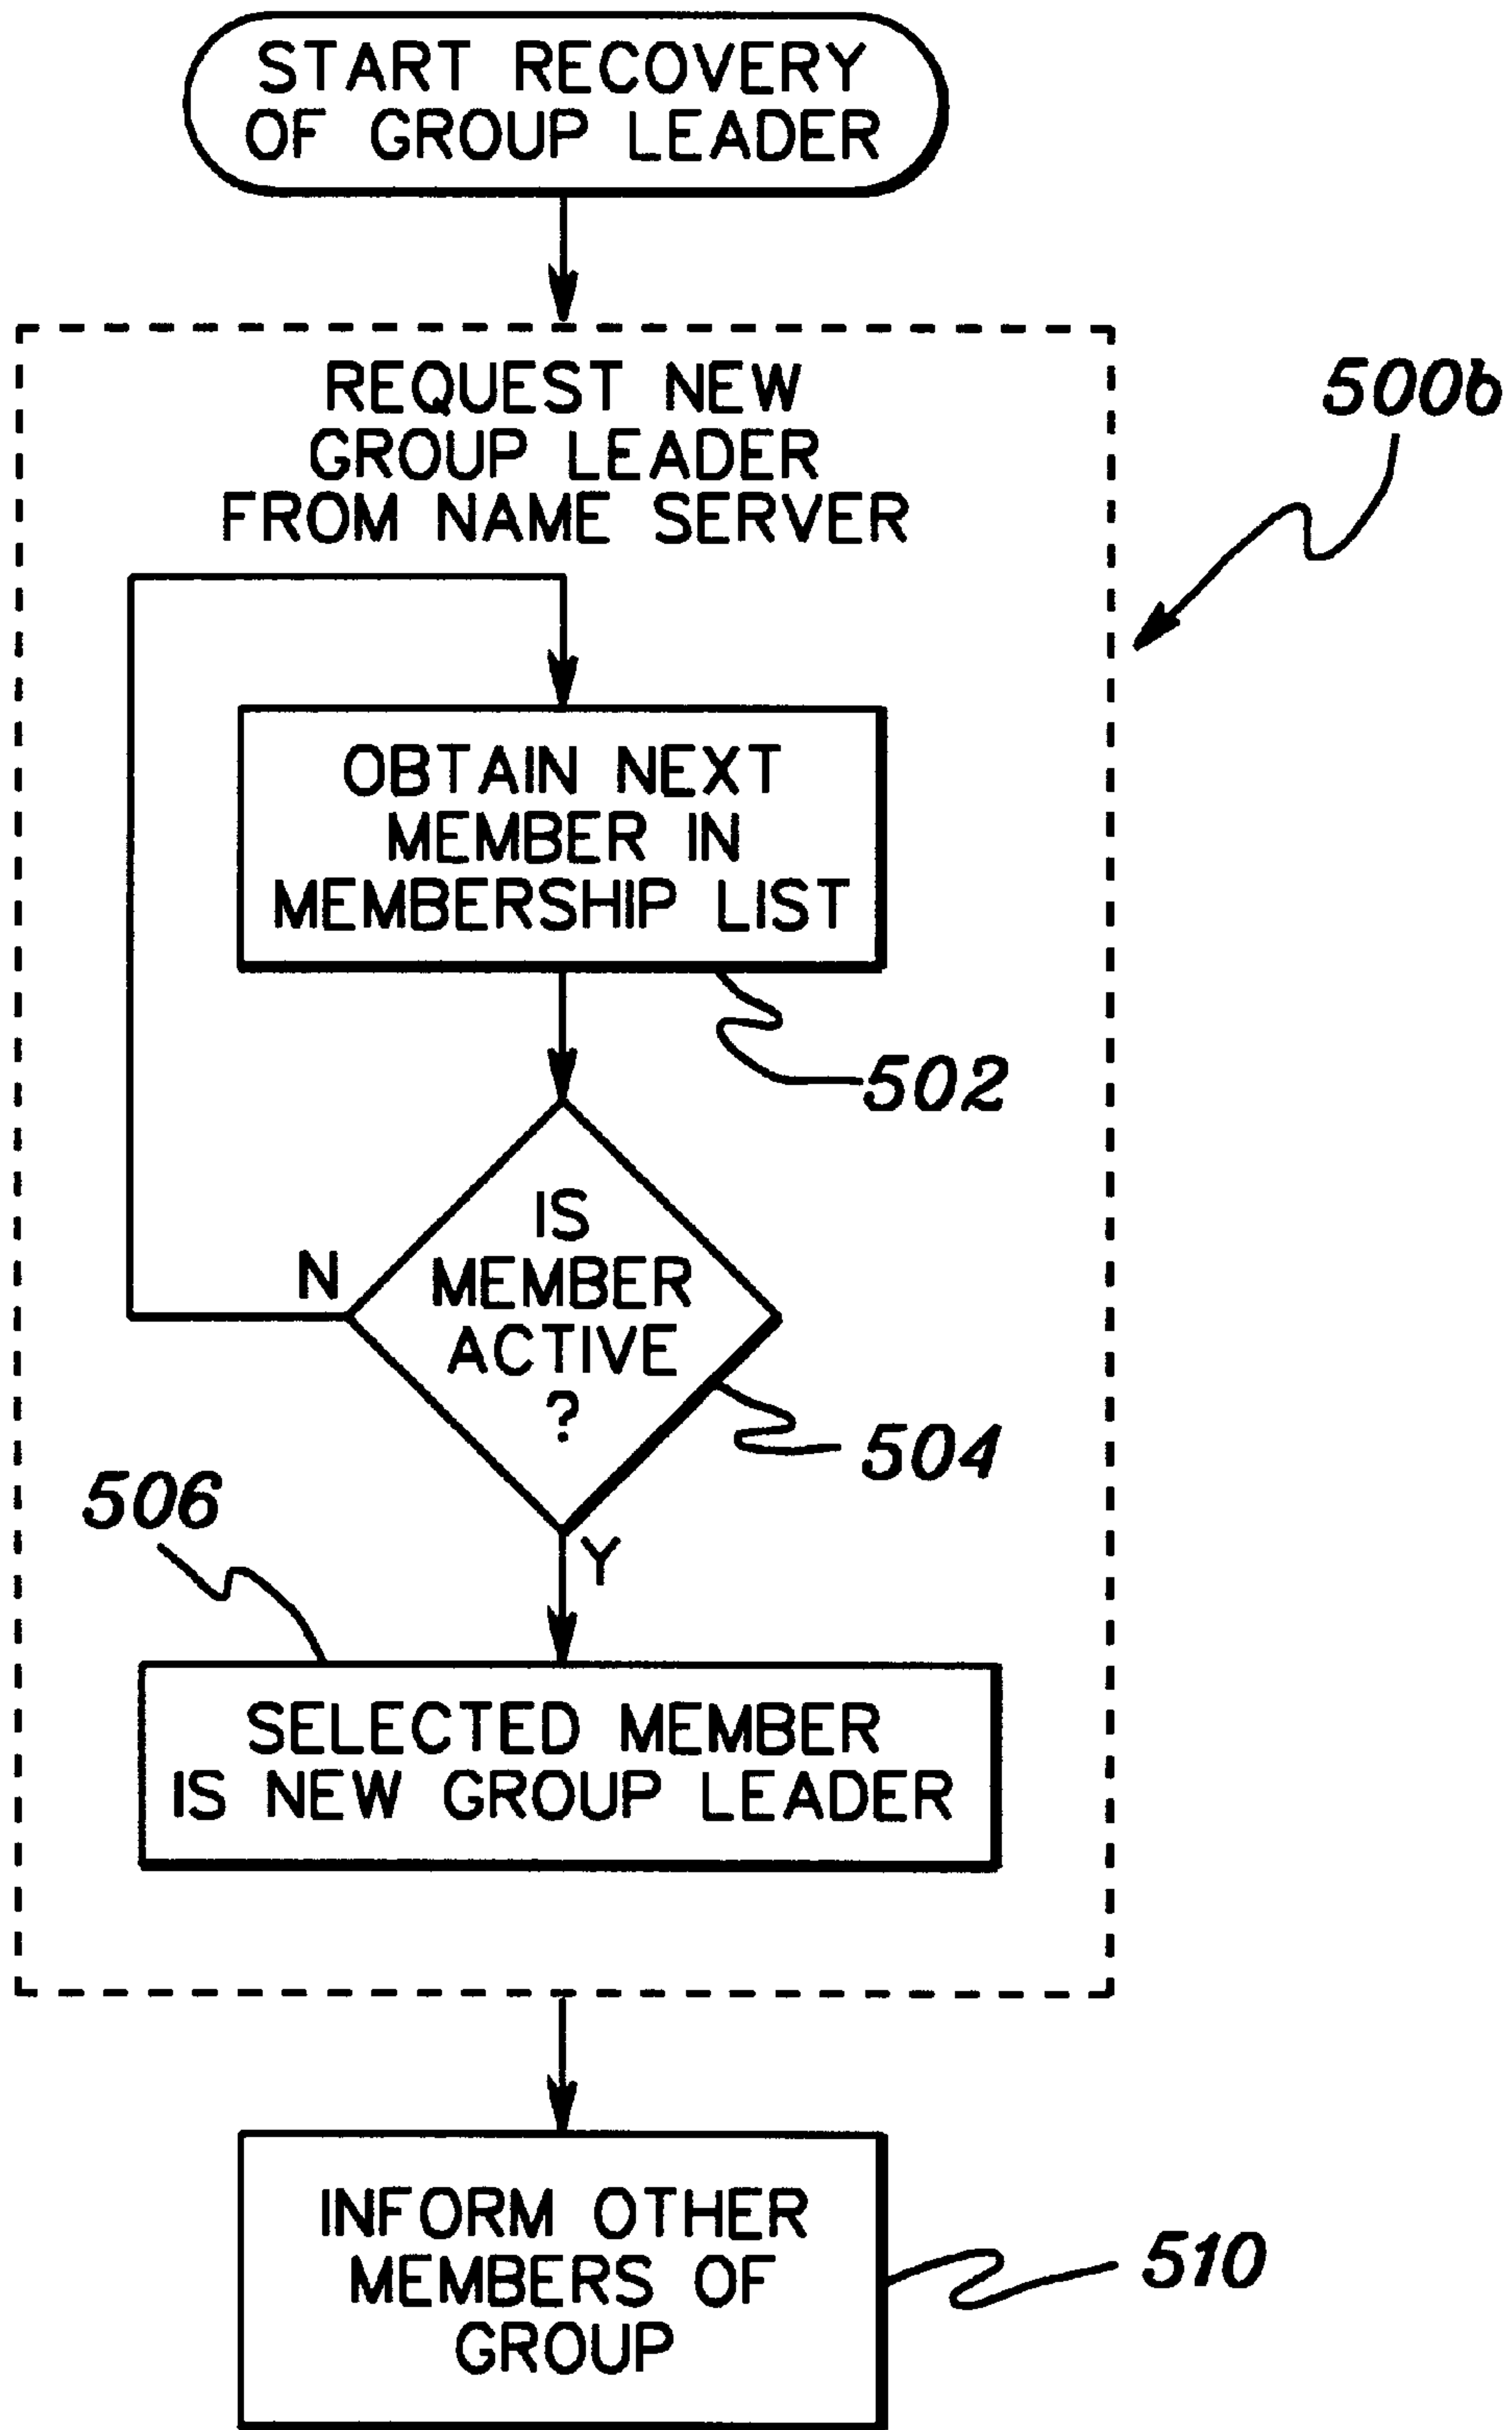 START RECOVERY
OF GROUP LEADER
REQUEST NEW
GROUP LEADER
FROM NAME SERVER
500b
OBTAIN NEXT
MEMBER IN
MEMBERSHIP LIST
502
IS
MEMBER
ACTIVE
?
N
504
506
Y
SELECTED MEMBER
IS NEW GROUP LEADER
INFORM OTHER
MEMBERS OF
GROUP
510